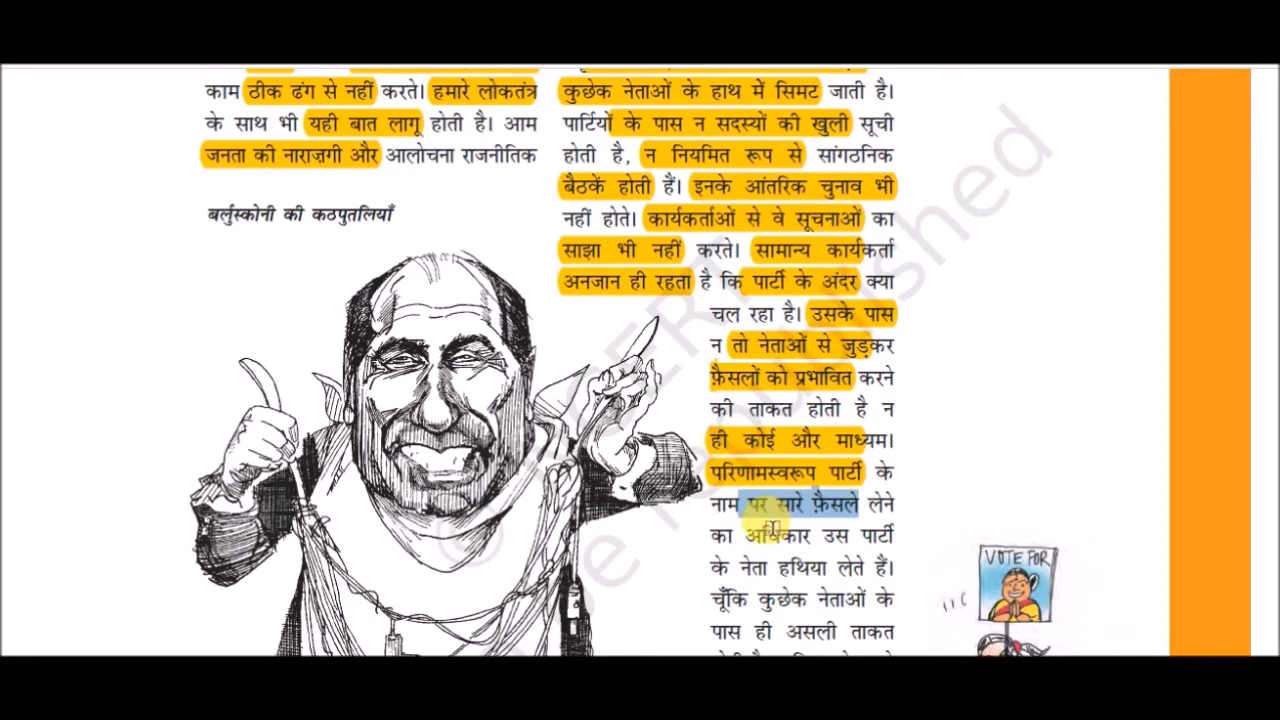 काम ठीक ढंग से नहीं करते। हमारे लोकतंत्र
के साथ भी यही बात लागू होती है। आम
जनता की नाराज़गी और आलोचना राजनीतिक
बर्लुस्कोनी की कठपुतलियाँ
कुछेक नेताओं के हाथ में सिमट जाती है।
पार्टियों के पास न सदस्यों की खुली सूची
होती है, न नियमित रूप से सांगठनिक
बैठकें होती हैं। इनके आंतरिक चुनाव भी
नहीं होते। कार्यकर्ताओं से वे सूचनाओं का
साझा भी नहीं करते। सामान्य कार्यकर्ता
अनजान ही रहता है कि पार्टी के अंदर क्या
चल रहा है। उसके पास
न तो नेताओं से जुड़कर
फ़ैसलों को प्रभावित करने
की ताकत होती है न
ही कोई और माध्यम।
परिणामस्वरूप पार्टी के
नाम पर सारे फ़ैसले लेने
का अधिकार उस पार्टी
के नेता हथिया लेते हैं।
चूँकि कुछेक नेताओं के
पास ही असली ताकत
VOTE FOR